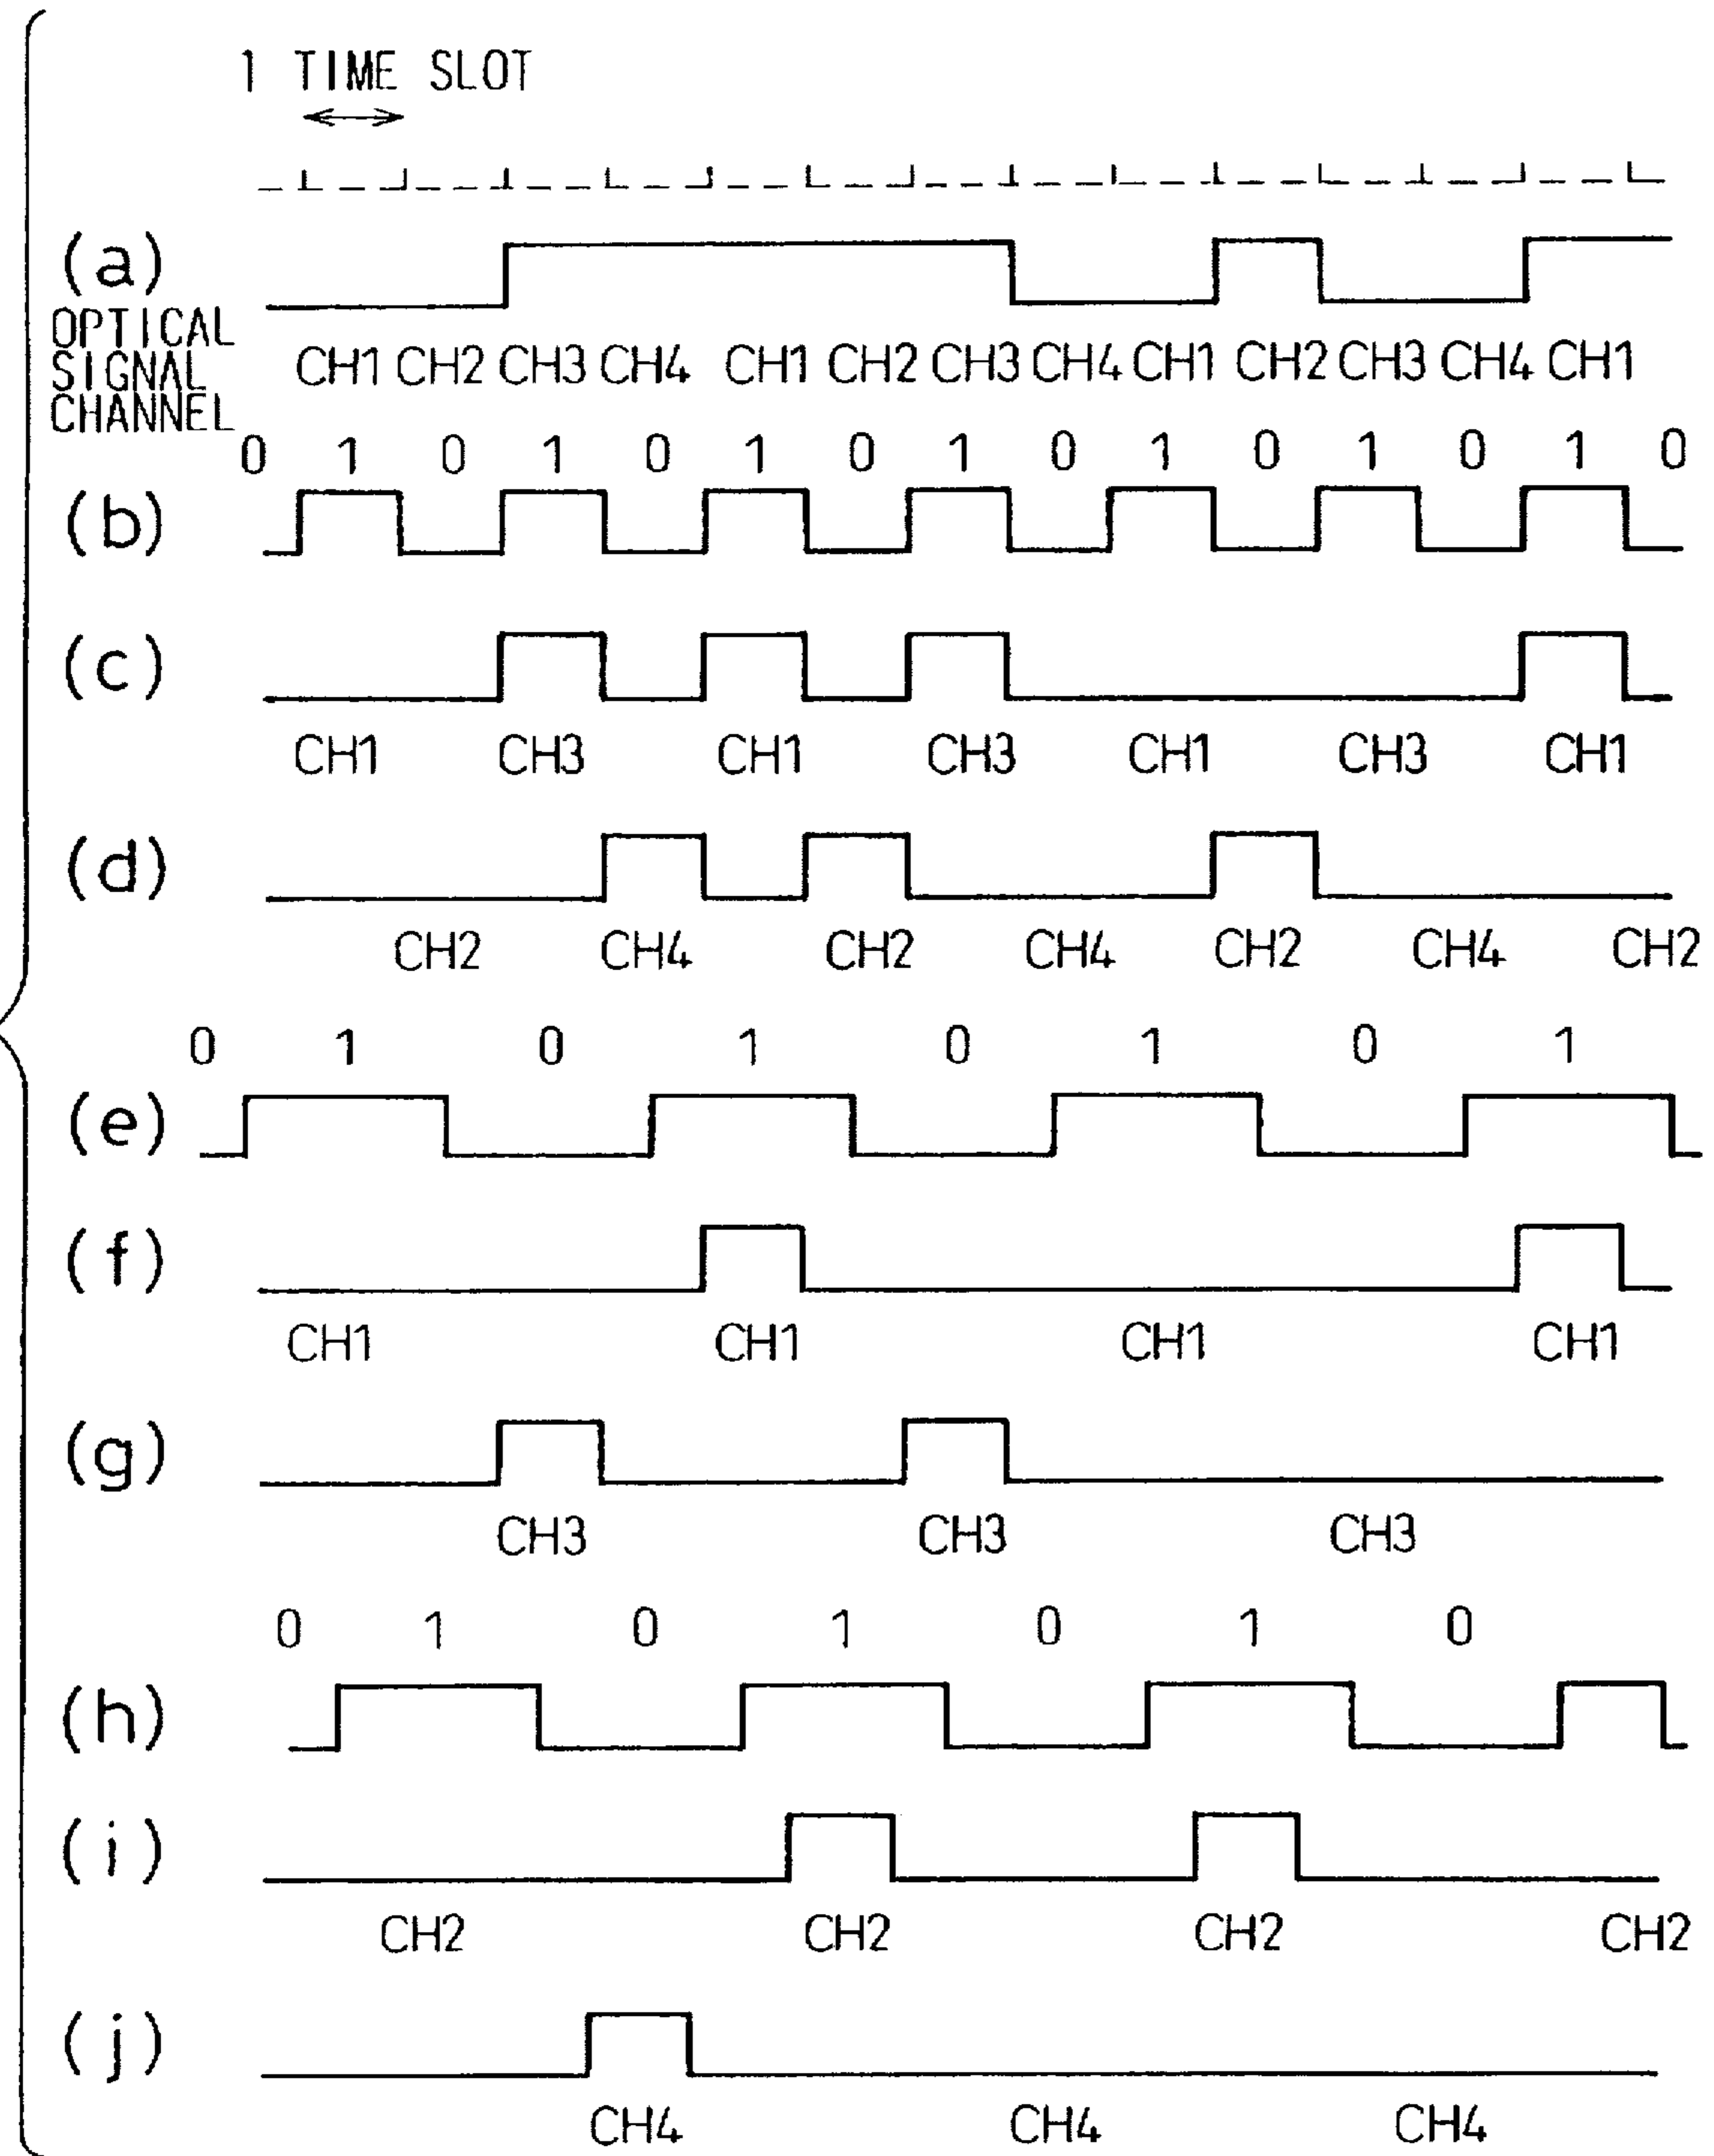 1 TIME SLOT
(a)
OPTICAL
SIGNAL
CHANNEL
CH1 CH2 CH3 CH4 CH1 CH2 CH3 CH4 CH1 CH2 CH3 CH4 CH1
0 1 0 1 0 1 0 1 0 1 0 1 0 1 0
(b)
(c)
CH1 CH3 CH1 CH3 CH1 CH3 CH1
(d)
CH2 CH4 CH2 CH4 CH2 CH4 CH2
0 1 0 1 0 1 0 1
(e)
(f)
CH1 CH1 CH1 CH1
(g)
CH3 CH3 CH3
0 1 0 1 0 1 0
(h)
(i)
CH2 CH2 CH2 CH2
(j)
CH4 CH4 CH4